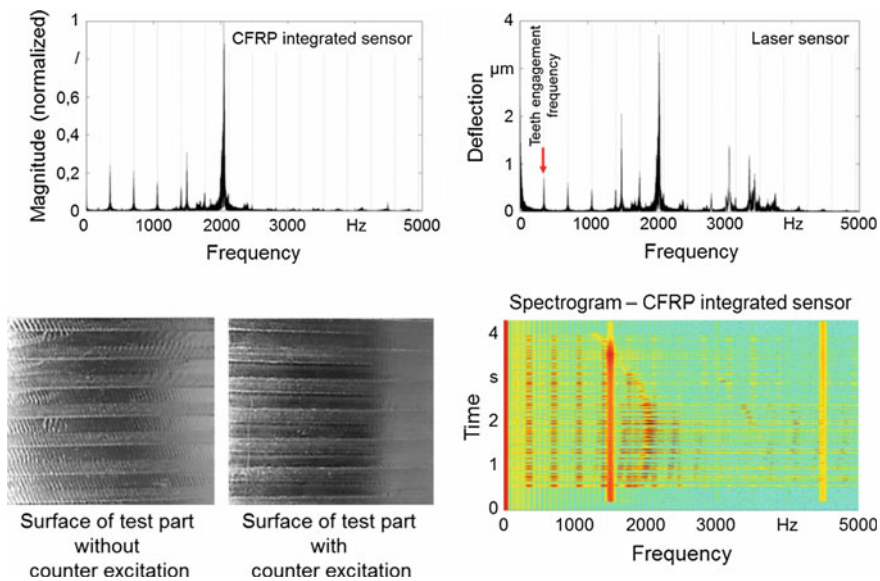 CFRP integrated sensor
Magnitude (normalized)
1
/
0,6
0,4
0,2
0
0 1000 2000 3000 Hz 5000
Frequency
Laser sensor
Deflection
4
µm
2
1
0
Teeth engagement
frequency
0 1000 2000 3000 Hz 5000
Frequency
Surface of test part
without
counter excitation
Surface of test part
with
counter excitation
Spectrogram – CFRP integrated sensor
Time
4
s
2
1
0
0 1000 2000 3000 Hz 5000
Frequency